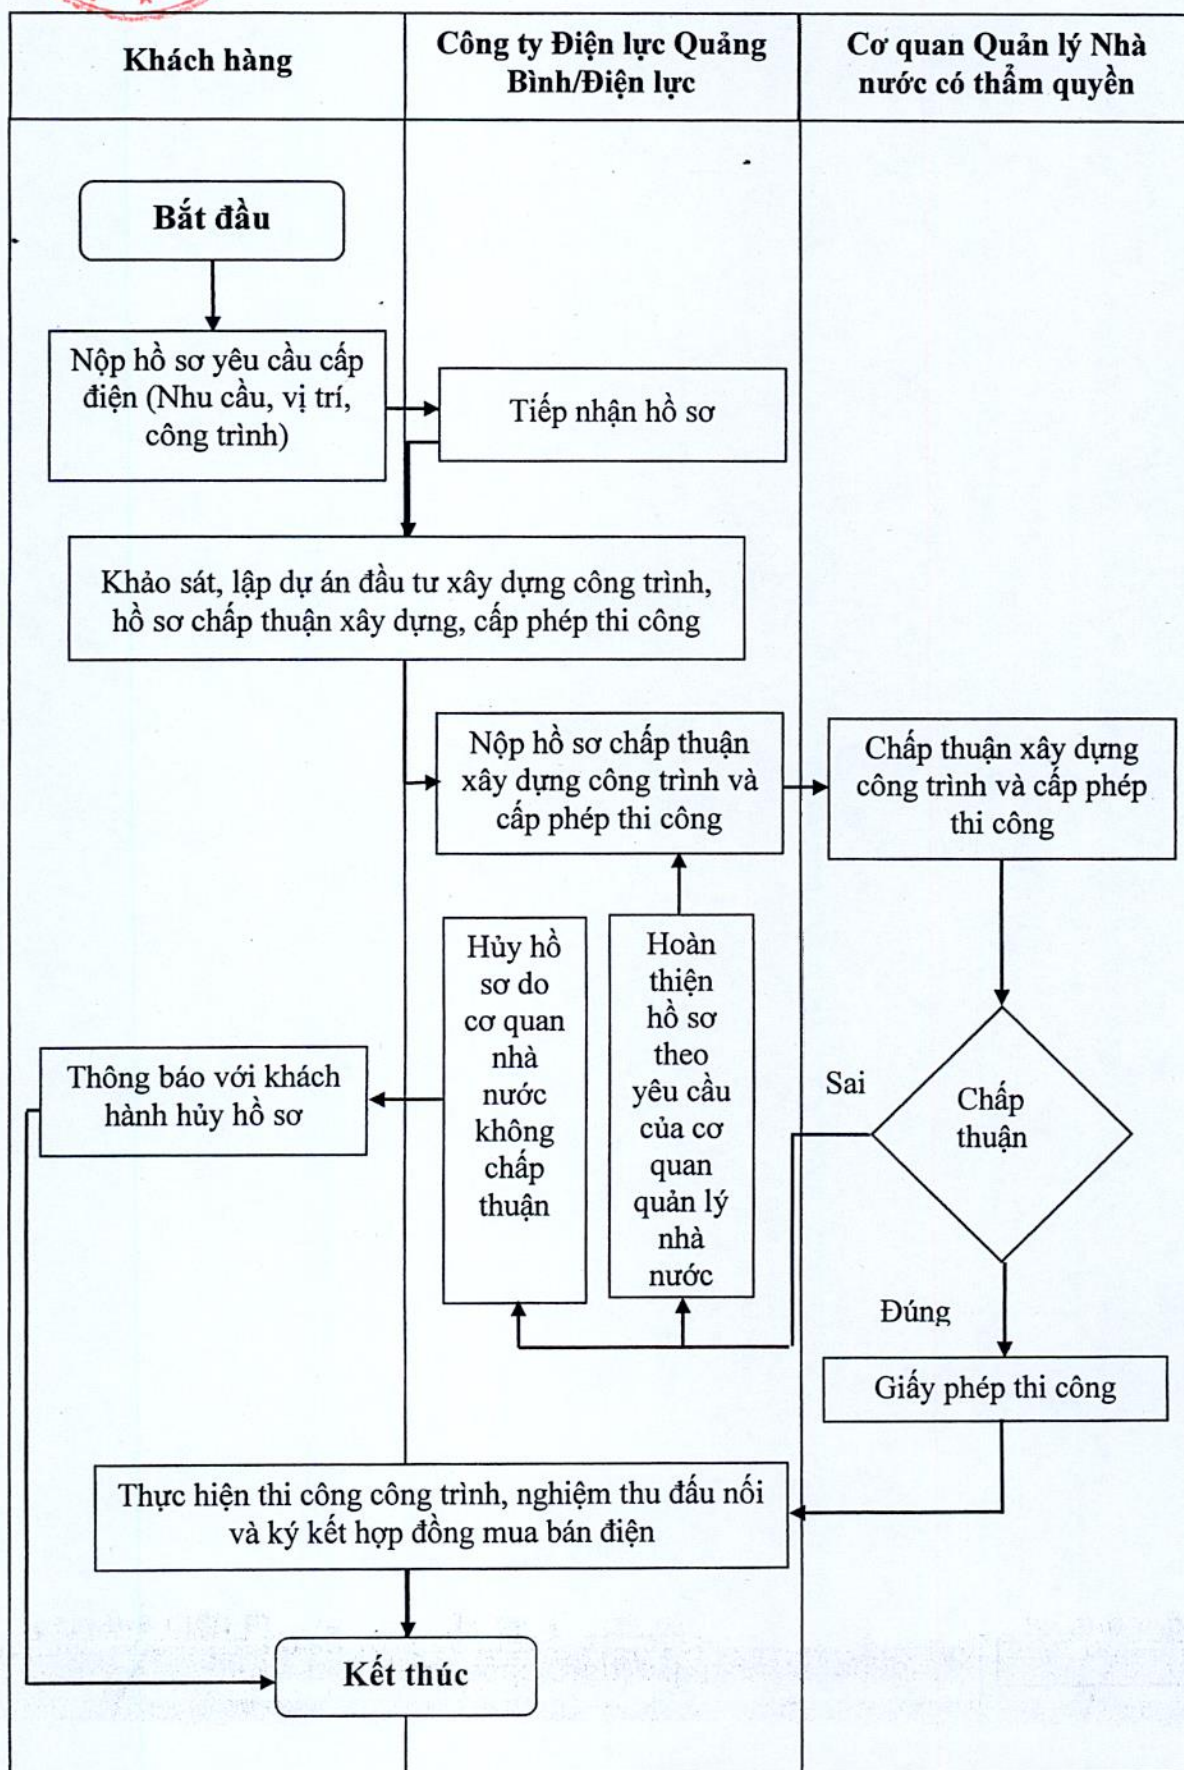 Khách hàng
Công ty Điện lực Quảng
Bình/Điện lực
Cơ quan Quản lý Nhà
nước có thẩm quyền
Bắt đầu
Nộp hồ sơ yêu cầu cấp
điện (Nhu cầu, vị trí,
công trình)
Tiếp nhận hồ sơ
Khảo sát, lập dự án đầu tư xây dựng công trình,
hồ sơ chấp thuận xây dựng, cấp phép thi công
Nộp hồ sơ chấp thuận
xây dựng công trình và
cấp phép thi công
Chấp thuận xây dựng
công trình và cấp phép
thi công
Hủy hồ
sơ do
cơ quan
nhà
nước
không
chấp
thuận
Hoàn
thiện
hồ sơ
theo
yêu cầu
của cơ
quan
quản lý
nhà
nước
Thông báo với khách
hành hủy hồ sơ
Sai
Chấp
thuận
Đúng
Giấy phép thi công
Thực hiện thi công công trình, nghiệm thu đấu nối
và ký kết hợp đồng mua bán điện
Kết thúc